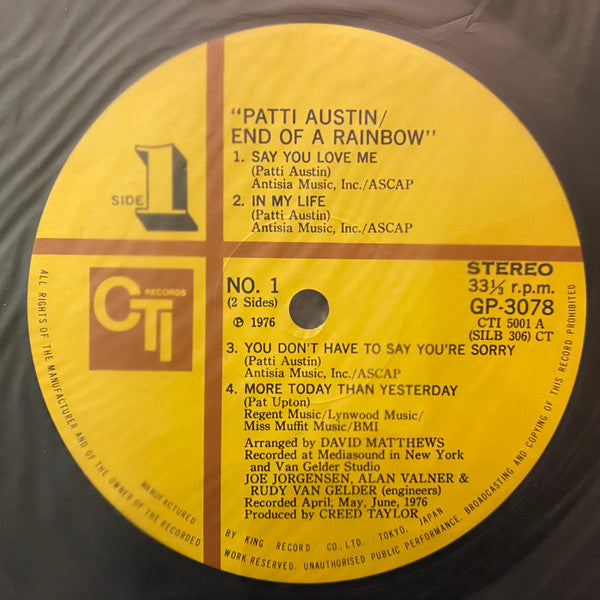 "PATTI AUSTIN/
END OF A RAINBOW"
1. SAY YOU LOVE ME
(Patti Austin)
Antisia Music, Inc./ASCAP
2. IN MY LIFE
(Patti Austin)
Antisia Music, Inc./ASCAP
SIDE 1
CTI RECORDS
NO. 1
(2 Sides)
℗ 1976
STEREO
33⅓ r.p.m.
GP-3078
CTI 5001 A
(SILB 306) CT
3. YOU DON'T HAVE TO SAY YOU'RE SORRY
(Patti Austin)
Antisia Music, Inc./ASCAP
4. MORE TODAY THAN YESTERDAY
(Pat Upton)
Regent Music/Lynwood Music/
Miss Muffit Music/BMI
Arranged by DAVID MATTHEWS
Recorded at Mediasound in New York
and Van Gelder Studio
JOE JORGENSEN, ALAN VALNER &
RUDY VAN GELDER (engineers)
Recorded April, May, June, 1976
Produced by CREED TAYLOR
ALL RIGHTS OF THE MANUFACTURER AND OF THE OWNER OF THE RECORDED WORK RESERVED. UNAUTHORISED PUBLIC PERFORMANCE, BROADCASTING AND COPYING OF THIS RECORD PROHIBITED
MANUFACTURED BY KING RECORD CO., LTD. TOKYO, JAPAN